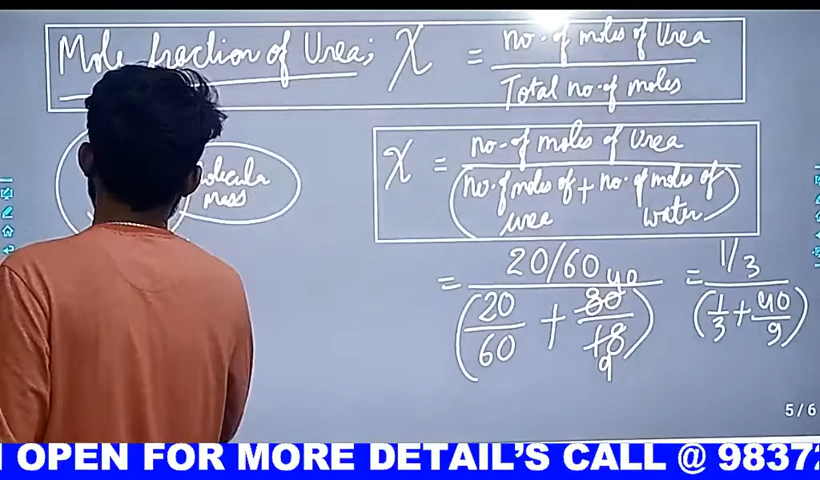 Mole fraction of Urea; χ = no. of moles of Urea / Total no. of moles
molecular mass
χ = no. of moles of Urea / (no. of moles of urea + no. of moles of water)
= 20/60 / (20/60 + 80/18) 40 9 = 1/3 / (1/3 + 40/9)
5/6
OPEN FOR MORE DETAIL'S CALL @ 9837